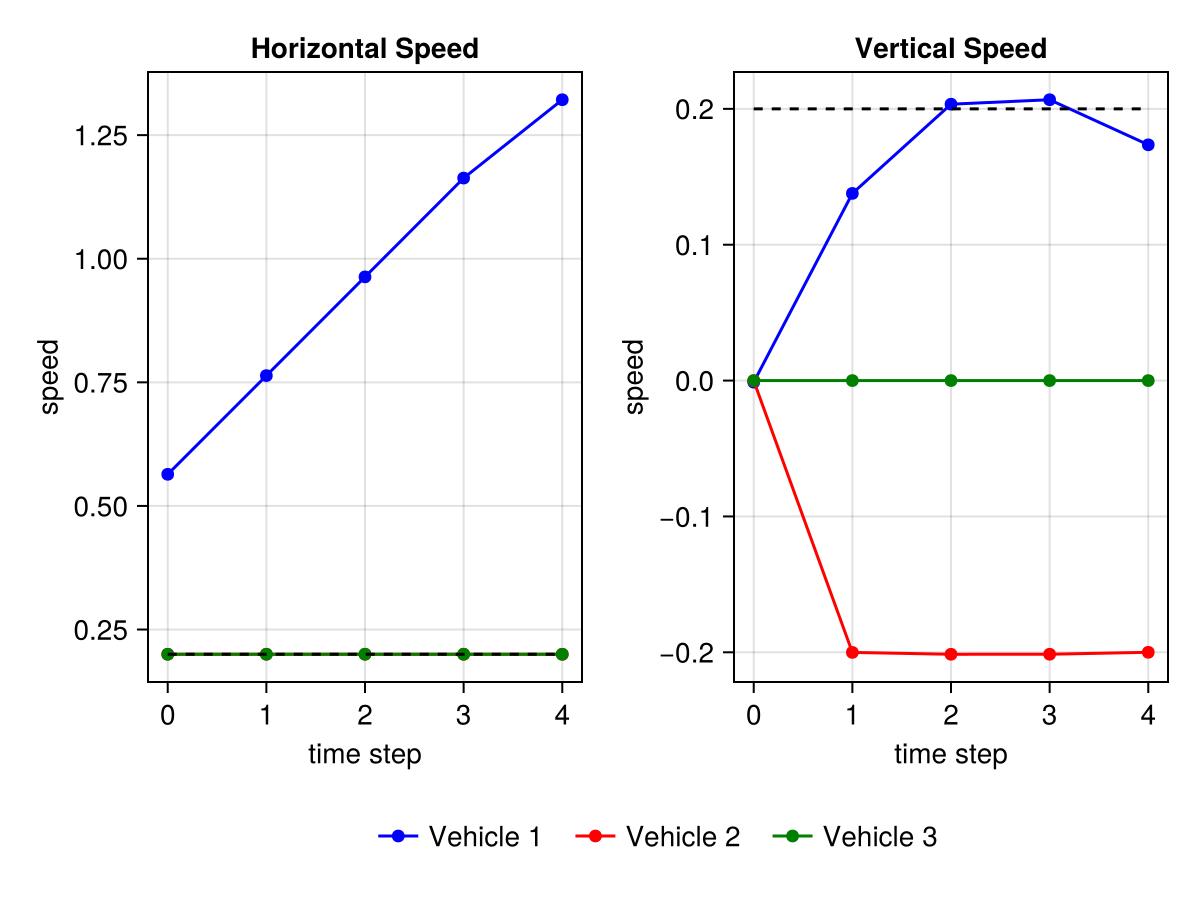 Horizontal Speed
1.25
1.00
0.75
0.50
0.25
speed
0 1 2 3 4
time step
Vertical Speed
0.2
0.1
0.0
−0.1
−0.2
speed
0 1 2 3 4
time step
Vehicle 1 Vehicle 2 Vehicle 3